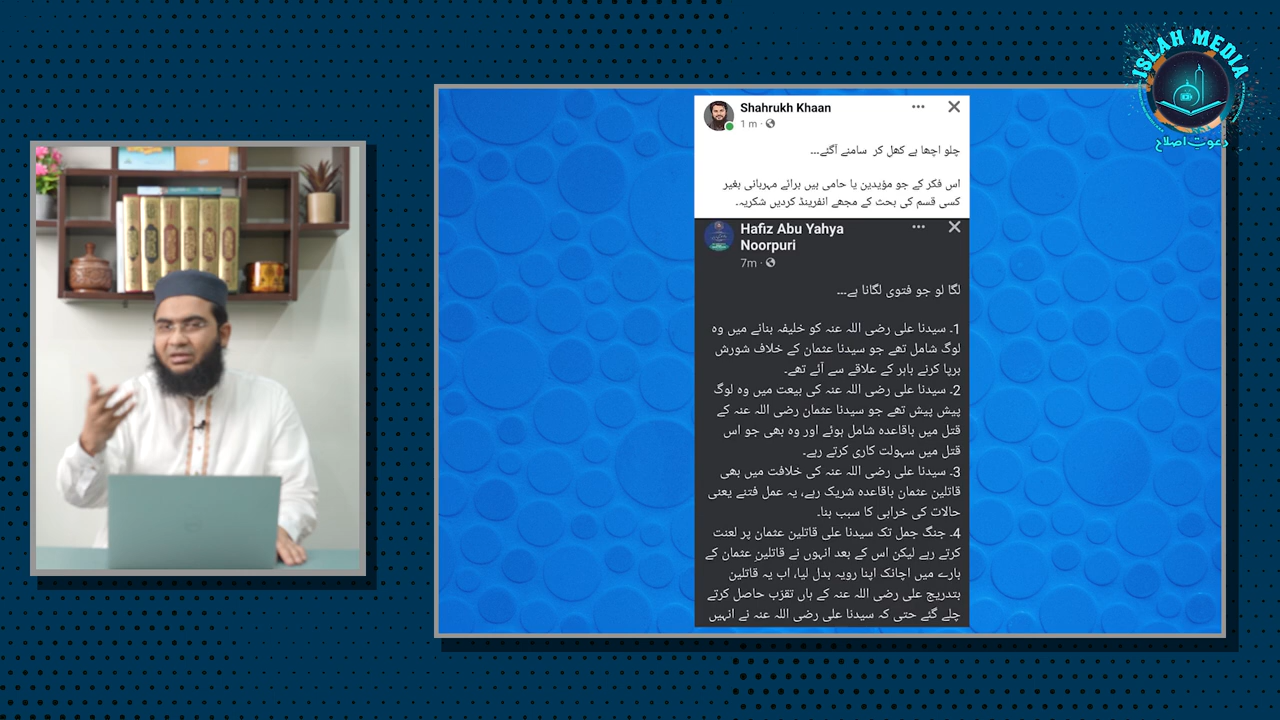 ISLAH MEDIA
دعوتِ اصلاح
Shahrukh Khaan
1 m
چلو اچھا ہے کھل کر سامنے آگئے...
اس فکر کے جو مؤیدین یا حامی ہیں برائے مہربانی بغیر
کسی قسم کی بحث کے مجھے انفرینڈ کردیں شکریہ۔
Hafiz Abu Yahya
Noorpuri
7m
لگا لو جو فتوی لگانا ہے...
1۔ سیدنا علی رضی اللہ عنہ کو خلیفہ بنانے میں وہ
لوگ شامل تھے جو سیدنا عثمان کے خلاف شورش
برپا کرنے باہر کے علاقے سے آئے تھے۔
2۔ سیدنا علی رضی اللہ عنہ کی بیعت میں وہ لوگ
پیش پیش تھے جو سیدنا عثمان رضی اللہ عنہ کے
قتل میں باقاعدہ شامل ہوئے اور وہ بھی جو اس
قتل میں سہولت کاری کرتے رہے۔
3۔ سیدنا علی رضی اللہ عنہ کی خلافت میں بھی
قاتلین عثمان باقاعدہ شریک رہے، یہ عمل فتنے یعنی
حالات کی خرابی کا سبب بنا۔
4۔ جنگ جمل تک سیدنا علی قاتلین عثمان پر لعنت
کرتے رہے لیکن اس کے بعد انہوں نے قاتلینِ عثمان کے
بارے میں اچانک اپنا رویہ بدل لیا، اب یہ قاتلین
بتدریج علی رضی اللہ عنہ کے ہاں تقرّب حاصل کرتے
چلے گئے حتی کہ سیدنا علی رضی اللہ عنہ نے انہیں